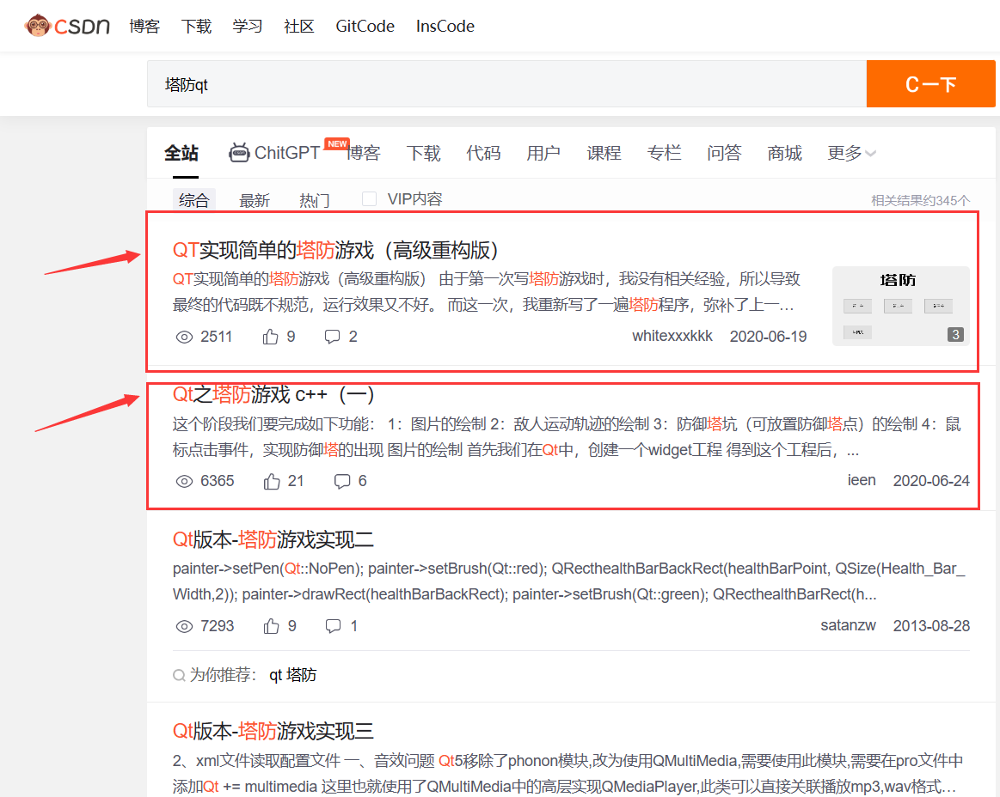 CSDN 博客 下载 学习 社区 GitCode InsCode
塔防qt C一下
全站 ChitGPT NEW 博客 下载 代码 用户 课程 专栏 问答 商城 更多
综合 最新 热门 VIP内容 相关结果约345个
QT实现简单的塔防游戏（高级重构版）
QT实现简单的塔防游戏（高级重构版） 由于第一次写塔防游戏时，我没有相关经验，所以导致
最终的代码既不规范，运行效果又不好。 而这一次，我重新写了一遍塔防程序，弥补了上一…
塔防
3
2511 9 2 whitexxxkkk 2020-06-19
Qt之塔防游戏 c++（一）
这个阶段我们要完成如下功能： 1：图片的绘制 2：敌人运动轨迹的绘制 3：防御塔坑（可放置防御塔点）的绘制 4：鼠
标点击事件，实现防御塔的出现 图片的绘制 首先我们在Qt中，创建一个widget工程 得到这个工程后，...
6365 21 6 ieen 2020-06-24
Qt版本-塔防游戏实现二
painter->setPen(Qt::NoPen); painter->setBrush(Qt::red); QRecthealthBarBackRect(healthBarPoint, QSize(Health_Bar_
Width,2)); painter->drawRect(healthBarBackRect); painter->setBrush(Qt::green); QRecthealthBarRect(h...
7293 9 1 satanzw 2013-08-28
为你推荐： qt 塔防
Qt版本-塔防游戏实现三
2、xml文件读取配置文件 一、音效问题 Qt5移除了phonon模块,改为使用QMultiMedia,需要使用此模块,需要在pro文件中
添加Qt += multimedia 这里也就使用了QMultiMedia中的高层实现QMediaPlayer,此类可以直接关联播放mp3,wav格式…